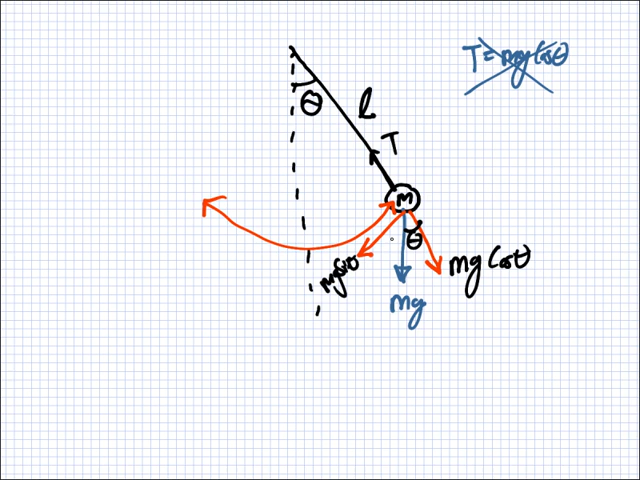 T = mg Cosθ
θ
l
T
M
θ
mg Sinθ
mg Cosθ
mg